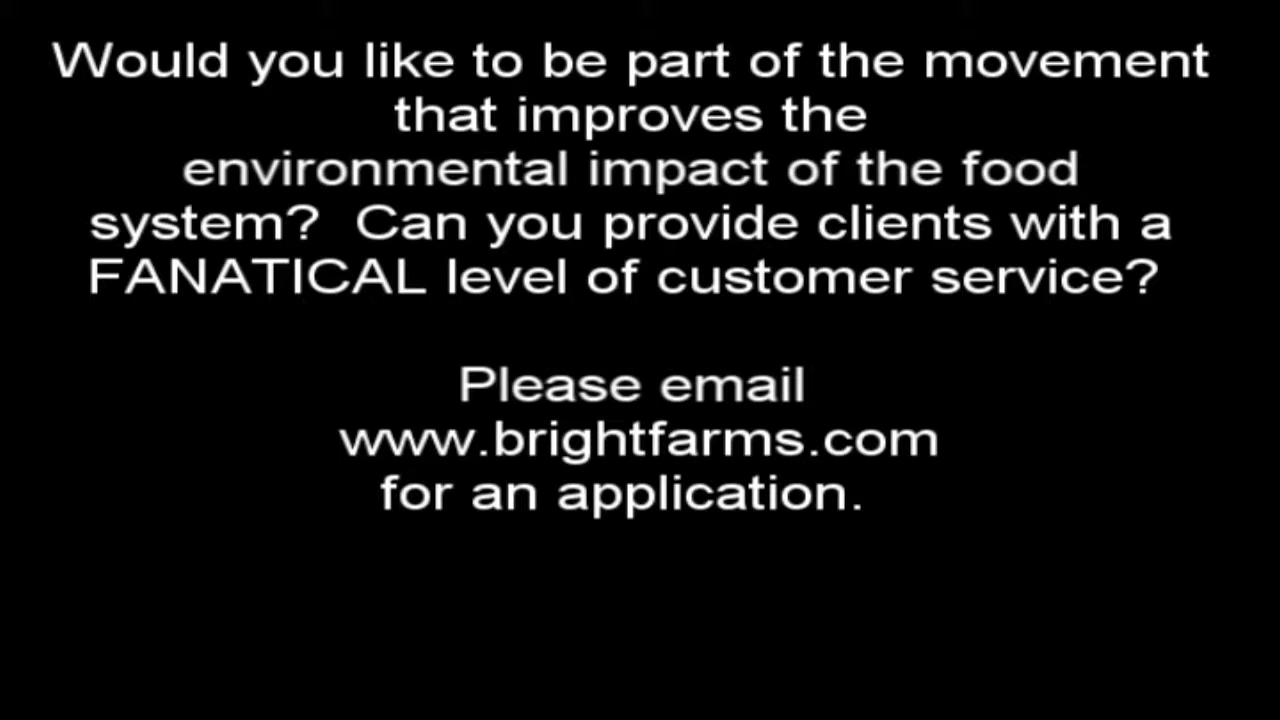 Would you like to be part of the movement
that improves the
environmental impact of the food
system?  Can you provide clients with a
FANATICAL level of customer service?
Please email
www.brightfarms.com
for an application.